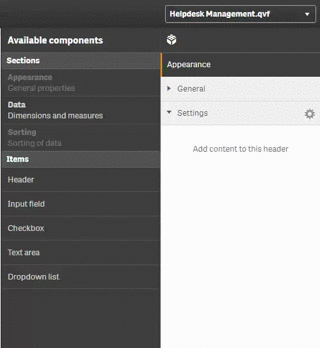 Helpdesk Management.qvf
Available components
Sections
Appearance
General properties
Data
Dimensions and measures
Sorting
Sorting of data
Items
Header
Input field
Checkbox
Text area
Dropdown list
Appearance
General
Settings
Add content to this header